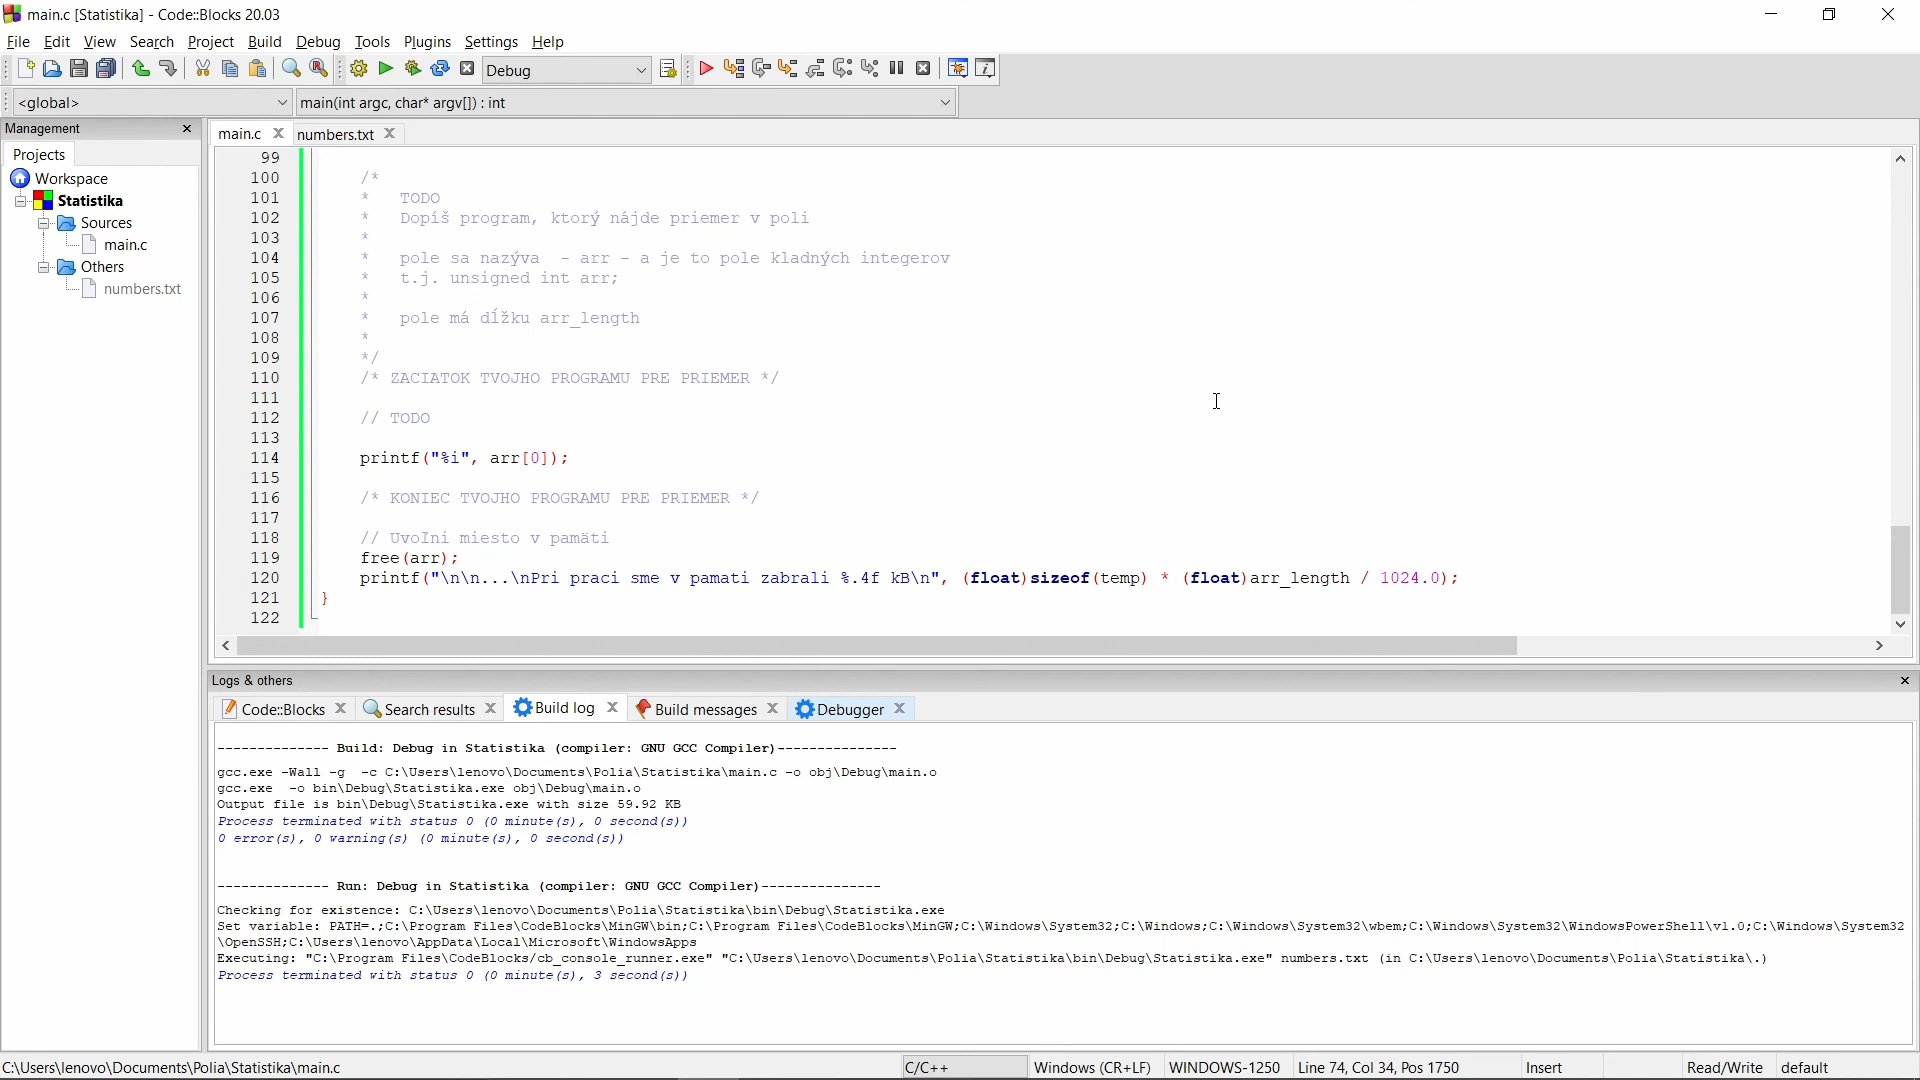 main.c [Statistika] - Code::Blocks 20.03
File Edit View Search Project Build Debug Tools Plugins Settings Help
Debug
<global> main(int argc, char* argv[]) : int
Management
Projects
Workspace
Statistika
Sources
main.c
Others
numbers.txt
main.c numbers.txt
99
100 /*
101 * TODO
102 * Dopíš program, ktorý nájde priemer v poli
103 *
104 * pole sa nazýva - arr - a je to pole kladných integerov
105 * t.j. unsigned int arr;
106 *
107 * pole má dĺžku arr_length
108 *
109 */
110 /* ZACIATOK TVOJHO PROGRAMU PRE PRIEMER */
111
112 // TODO
113
114 printf("%i", arr[0]);
115
116 /* KONIEC TVOJHO PROGRAMU PRE PRIEMER */
117
118 // Uvoľni miesto v pamäti
119 free(arr);
120 printf("\n\n...\nPri praci sme v pamati zabrali %.4f kB\n", (float)sizeof(temp) * (float)arr_length / 1024.0);
121 }
122
Logs & others
Code::Blocks Search results Build log Build messages Debugger
-------------- Build: Debug in Statistika (compiler: GNU GCC Compiler)---------------
gcc.exe -Wall -g -c C:\Users\lenovo\Documents\Polia\Statistika\main.c -o obj\Debug\main.o
gcc.exe -o bin\Debug\Statistika.exe obj\Debug\main.o
Output file is bin\Debug\Statistika.exe with size 59.92 KB
Process terminated with status 0 (0 minute(s), 0 second(s))
0 error(s), 0 warning(s) (0 minute(s), 0 second(s))
-------------- Run: Debug in Statistika (compiler: GNU GCC Compiler)---------------
Checking for existence: C:\Users\lenovo\Documents\Polia\Statistika\bin\Debug\Statistika.exe
Set variable: PATH=.;C:\Program Files\CodeBlocks\MinGW\bin;C:\Program Files\CodeBlocks\MinGW;C:\Windows\System32;C:\Windows;C:\Windows\System32\wbem;C:\Windows\System32\WindowsPowerShell\v1.0;C:\Windows\System32
\OpenSSH;C:\Users\lenovo\AppData\Local\Microsoft\WindowsApps
Executing: "C:\Program Files\CodeBlocks/cb_console_runner.exe" "C:\Users\lenovo\Documents\Polia\Statistika\bin\Debug\Statistika.exe" numbers.txt (in C:\Users\lenovo\Documents\Polia\Statistika\.)
Process terminated with status 0 (0 minute(s), 3 second(s))
C:\Users\lenovo\Documents\Polia\Statistika\main.c C/C++ Windows (CR+LF) WINDOWS-1250 Line 74, Col 34, Pos 1750 Insert Read/Write default